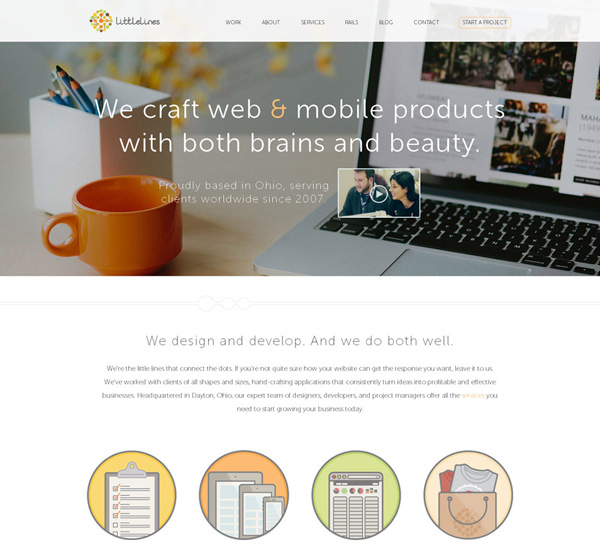 littlelines
WORK ABOUT SERVICES RAILS BLOG CONTACT START A PROJECT
We craft web & mobile products
with both brains and beauty.
Proudly based in Ohio, serving
clients worldwide since 2007.
We design and develop. And we do both well.
We're the little lines that connect the dots. If you're not quite sure how your website can get the response you want, leave it to us.
We've worked with clients of all shapes and sizes, hand-crafting applications that consistently turn ideas into profitable and effective
businesses. Headquartered in Dayton, Ohio, our expert team of designers, developers, and project managers offer all the services you
need to start growing your business today.